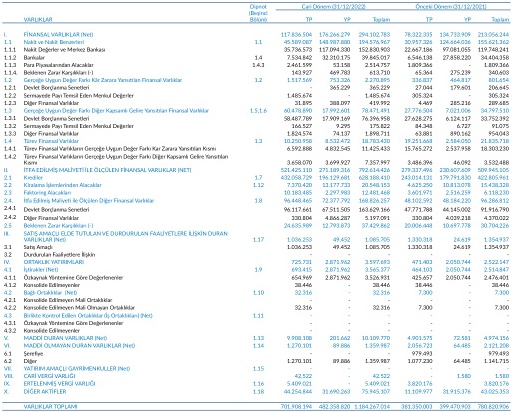 Dipnot Cari Dönem (31/12/2022) Önceki Dönem (31/12/2021)
(Beşinci
VARLIKLAR Bölüm) TP YP Toplam TP YP Toplam
I. FİNANSAL VARLIKLAR (Net) 117.836.504 176.266.279 294.102.783 78.322.335 134.733.909 213.056.244
1.1 Nakit ve Nakit Benzerleri 1.1 45.589.087 148.987.880 194.576.967 30.957.326 124.664.036 155.621.362
1.1.1 Nakit Değerler ve Merkez Bankası 35.736.573 117.094.330 152.830.903 22.667.186 97.081.055 119.748.241
1.1.2 Bankalar 1.4 7.534.842 32.310.175 39.845.017 6.546.138 27.858.220 34.404.358
1.1.3 Para Piyasalarından Alacaklar 1.4.3 2.461.599 53.158 2.514.757 1.809.366 - 1.809.366
1.1.4. Beklenen Zarar Karşılıkları (-) 143.927 469.783 613.710 65.364 275.239 340.603
1.2 Gerçeğe Uygun Değer Farkı Kâr Zarara Yansıtılan Finansal Varlıklar 1.2 1.517.569 753.326 2.270.895 336.837 464.817 801.654
1.2.1 Devlet Borçlanma Senetleri - 365.229 365.229 27.044 179.601 206.645
1.2.2 Sermayede Payı Temsil Eden Menkul Değerler 1.485.674 - 1.485.674 305.324 - 305.324
1.2.3 Diğer Finansal Varlıklar 31.895 388.097 419.992 4.469 285.216 289.685
1.3 Gerçeğe Uygun Değer Farkı Diğer Kapsamlı Gelire Yansıtılan Finansal Varlıklar 1.5,1.6 60.478.890 17.992.601 78.471.491 27.776.504 7.021.006 34.797.510
1.3.1 Devlet Borçlanma Senetleri 58.487.789 17.909.169 76.396.958 27.628.275 6.124.117 33.752.392
1.3.2 Sermayede Payı Temsil Eden Menkul Değerler 166.527 9.295 175.822 84.348 6.727 91.075
1.3.3 Diğer Finansal Varlıklar 1.824.574 74.137 1.898.711 63.881 890.162 954.043
1.4 Türev Finansal Varlıklar 1.3 10.250.958 8.532.472 18.783.430 19.251.668 2.584.050 21.835.718
1.4.1 Türev Finansal Varlıkların Gerçeğe Uygun Değer Farkı Kar Zarara Yansıtılan Kısmı 6.592.888 4.832.545 11.425.433 15.765.272 2.537.958 18.303.230
1.4.2 Türev Finansal Varlıkların Gerçeğe Uygun Değer Farkı Diğer Kapsamlı Gelire Yansıtılan
Kısmı 3.658.070 3.699.927 7.357.997 3.486.396 46.092 3.532.488
II. İTFA EDİLMİŞ MALİYETİ İLE ÖLÇÜLEN FİNANSAL VARLIKLAR (NET) 521.425.110 271.189.316 792.614.426 279.337.496 230.607.609 509.945.105
2.1 Krediler 1.7 432.058.729 196.129.681 628.188.410 243.014.131 179.791.830 422.805.961
2.2 Kiralama İşlemlerinden Alacaklar 1.12 7.370.420 13.177.733 20.548.153 4.625.250 10.813.078 15.438.328
2.3 Faktoring Alacakları 10.183.485 2.297.983 12.481.468 3.601.971 2.516.259 6.118.230
2.4. İtfa Edilmiş Maliyeti ile Ölçülen Diğer Finansal Varlıklar 1.8 96.448.465 72.377.792 168.826.257 48.102.592 48.184.220 96.286.812
2.4.1 Devlet Borçlanma Senetleri 96.117.661 67.511.505 163.629.166 47.771.788 44.145.002 91.916.790
2.4.2 Diğer Finansal Varlıklar 330.804 4.866.287 5.197.091 330.804 4.039.218 4.370.022
2.5 Beklenen Zarar Karşılıkları (-) 24.635.989 12.793.873 37.429.862 20.006.448 10.697.778 30.704.226
III. SATIŞ AMAÇLI ELDE TUTULAN VE DURDURULAN FAALİYETLERE İLİŞKİN DURAN
VARLIKLAR (Net) 1.17 1.036.253 49.452 1.085.705 1.330.318 24.619 1.354.937
3.1 Satış Amaçlı 1.036.253 49.452 1.085.705 1.330.318 24.619 1.354.937
3.2 Durdurulan Faaliyetlere İlişkin - - - - - -
IV. ORTAKLIK YATIRIMLARI 725.731 2.871.962 3.597.693 471.403 2.050.744 2.522.147
4.1 İştirakler (Net) 1.9 693.415 2.871.962 3.565.377 464.103 2.050.744 2.514.847
4.1.1 Özkaynak Yöntemine Göre Değerlenenler 654.969 2.871.962 3.526.931 425.657 2.050.744 2.476.401
4.1.2 Konsolide Edilmeyenler 38.446 - 38.446 38.446 - 38.446
4.2 Bağlı Ortaklıklar (Net) 1.10 32.316 - 32.316 7.300 - 7.300
4.2.1 Konsolide Edilmeyen Mali Ortaklıklar - - - - - -
4.2.2 Konsolide Edilmeyen Mali Olmayan Ortaklıklar 32.316 - 32.316 7.300 - 7.300
4.3 Birlikte Kontrol Edilen Ortaklıklar (İş Ortaklıkları) (Net) 1.11 - - - - - -
4.3.1 Özkaynak Yöntemine Göre Değerlenenler - - - - - -
4.3.2 Konsolide Edilmeyenler - - - - - -
V. MADDİ DURAN VARLIKLAR (Net) 1.13 9.908.108 201.662 10.109.770 4.901.575 72.581 4.974.156
VI. MADDİ OLMAYAN DURAN VARLIKLAR (Net) 1.14 1.270.101 89.886 1.359.987 2.056.723 64.485 2.121.208
6.1 Şerefiye - - - 979.493 - 979.493
6.2 Diğer 1.270.101 89.886 1.359.987 1.077.230 64.485 1.141.715
VII. YATIRIM AMAÇLI GAYRİMENKULLER (Net) 1.15 - - - - - -
VIII. CARİ VERGİ VARLIĞI 42.522 - 42.522 - 1.580 1.580
IX. ERTELENMİŞ VERGİ VARLIĞI 1.16 5.409.021 - 5.409.021 3.820.176 - 3.820.176
X. DİĞER AKTİFLER 1.18 44.254.844 31.690.263 75.945.107 11.109.977 31.915.376 43.025.353
VARLIKLAR TOPLAMI 701.908.194 482.358.820 1.184.267.014 381.350.003 399.470.903 780.820.906